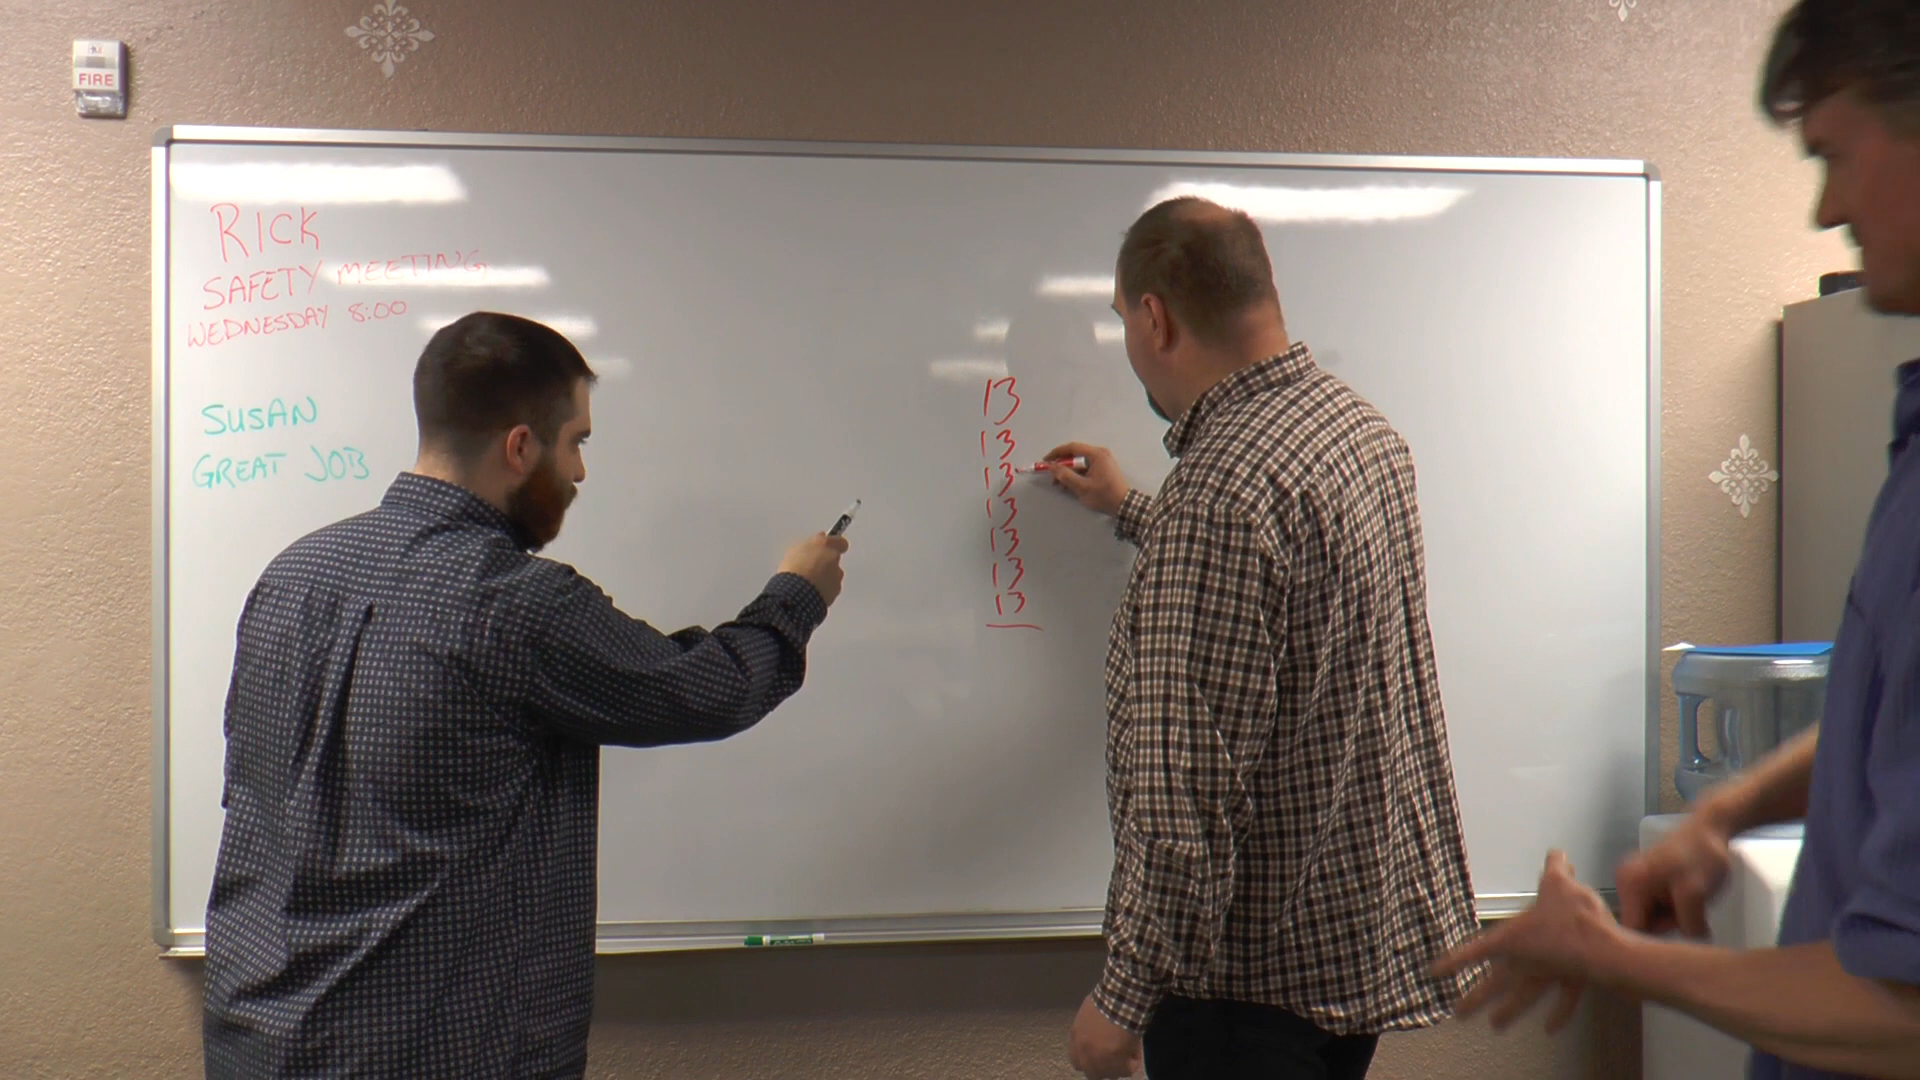 FIRE
RICK
SAFETY MEETING
WEDNESDAY 8:00
SUSAN
GREAT JOB
13
13
13
13
13
13
13